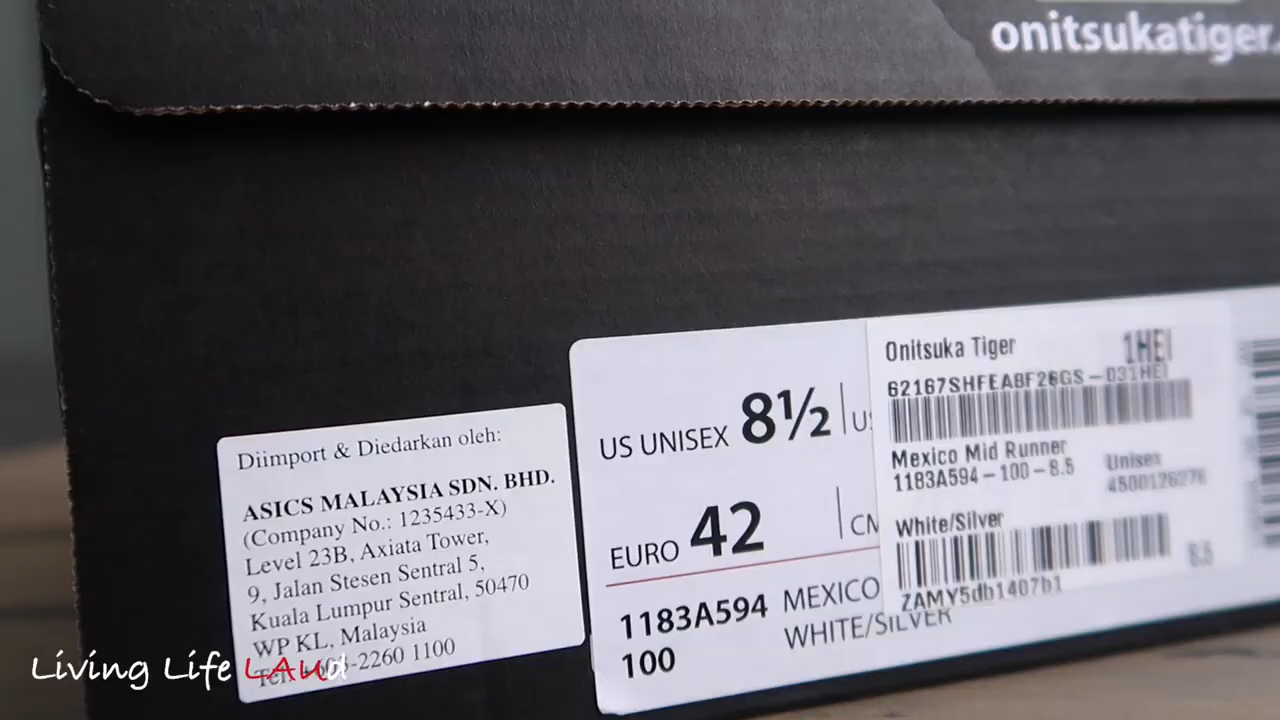 onitsukatiger.
Diimport & Diedarkan oleh:
ASICS MALAYSIA SDN. BHD.
(Company No.: 1235433-X)
Level 23B, Axiata Tower,
9, Jalan Stesen Sentral 5,
Kuala Lumpur Sentral, 50470
WP KL, Malaysia
-2260 1100
US UNISEX 8½
EURO 42
1183A594 MEXICO
100 WHITE/SILVER
Onitsuka Tiger 1HEI
62167SHFEABF26GS-031HEI
Mexico Mid Runner
1183A594-100-8.5 Unisex
4500126276
White/Silver
8.5
ZAMY5db1407b1
Living Life LAUd